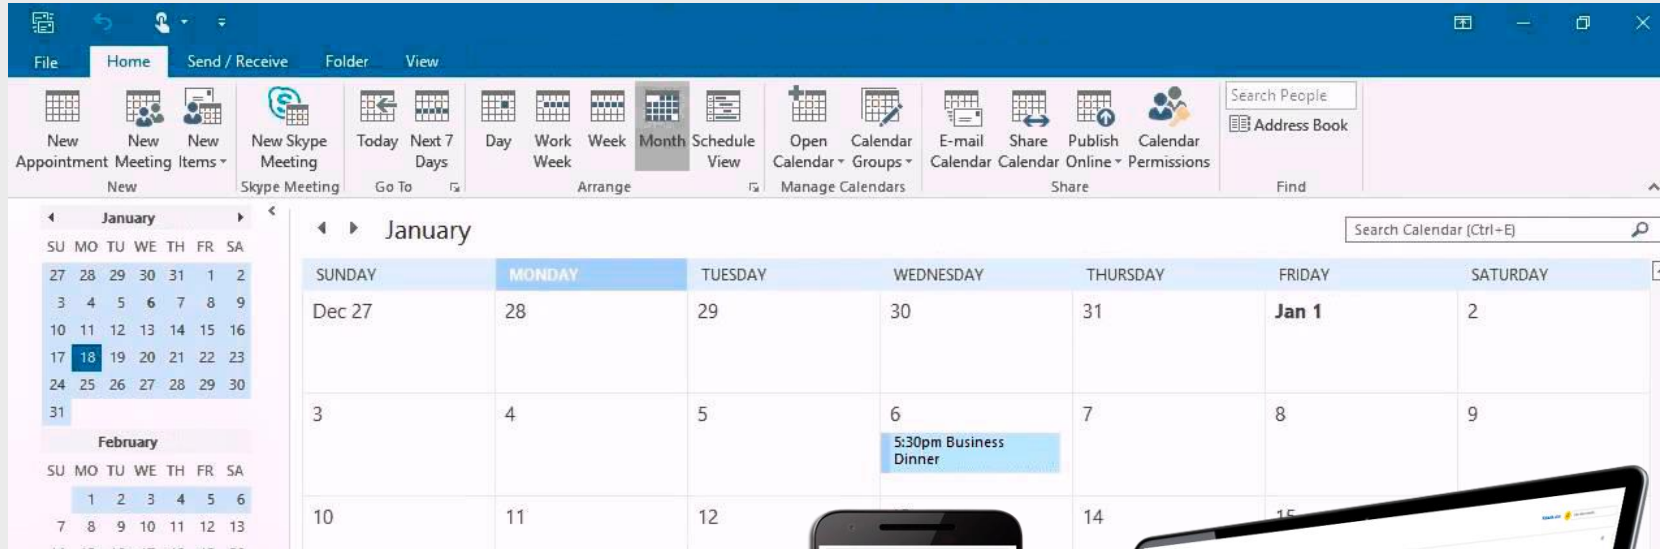 File Home Send / Receive Folder View
New Appointment
New Meeting
New Items
New Skype Meeting
Today
Next 7 Days
Day
Work Week
Week
Month
Schedule View
Open Calendar
Calendar Groups
E-mail Calendar
Share Calendar
Publish Online
Calendar Permissions
Search People
Address Book
New
Skype Meeting
Go To
Arrange
Manage Calendars
Share
Find
January
SU MO TU WE TH FR SA
27 28 29 30 31 1 2
3 4 5 6 7 8 9
10 11 12 13 14 15 16
17 18 19 20 21 22 23
24 25 26 27 28 29 30
31
February
SU MO TU WE TH FR SA
1 2 3 4 5 6
7 8 9 10 11 12 13
January
Search Calendar (Ctrl+E)
SUNDAY MONDAY TUESDAY WEDNESDAY THURSDAY FRIDAY SATURDAY
Dec 27 28 29 30 31 Jan 1 2
3 4 5 6 7 8 9
5:30pm Business
Dinner
10 11 12 14 15